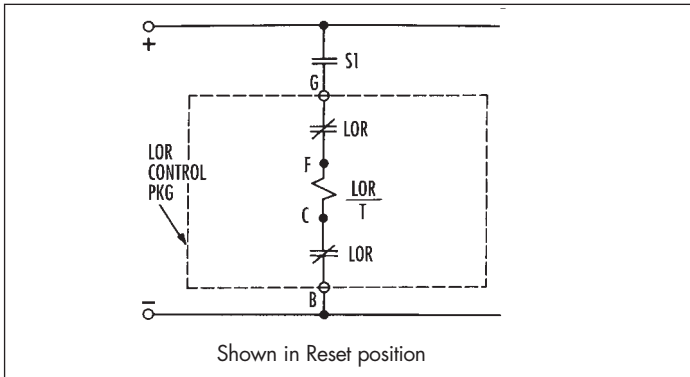 +
S1
G
LOR
LOR
CONTROL
PKG
F
LOR
T
C
LOR
B
−
Shown in Reset position